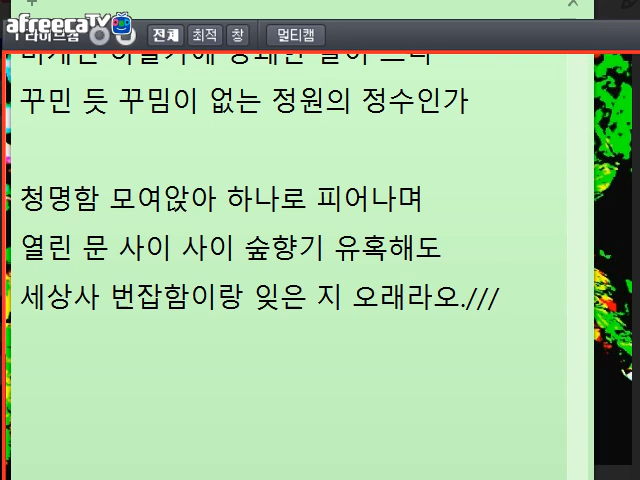 afreecaTV
전체 최적 창 멀티캠
꾸민 듯 꾸밈이 없는 정원의 정수인가
청명함 모여앉아 하나로 피어나며
열린 문 사이 사이 숲향기 유혹해도
세상사 번잡함이랑 잊은 지 오래라오.///